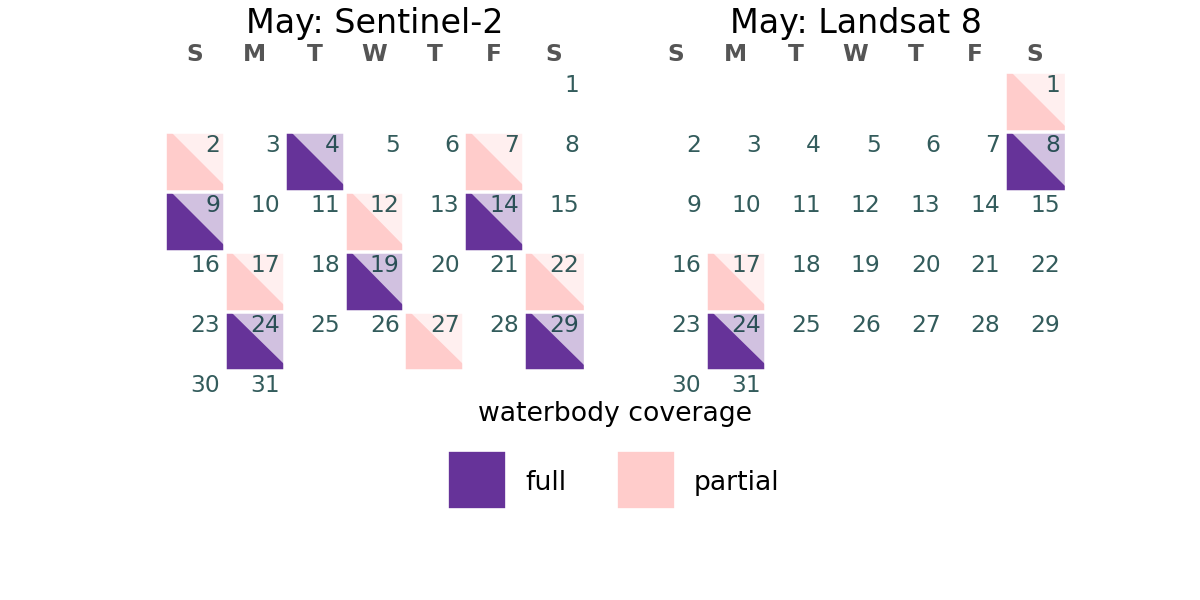 May: Sentinel-2
S M T W T F S
1
2 3 4 5 6 7 8
9 10 11 12 13 14 15
16 17 18 19 20 21 22
23 24 25 26 27 28 29
30 31
May: Landsat 8
S M T W T F S
1
2 3 4 5 6 7 8
9 10 11 12 13 14 15
16 17 18 19 20 21 22
23 24 25 26 27 28 29
30 31
waterbody coverage
full partial